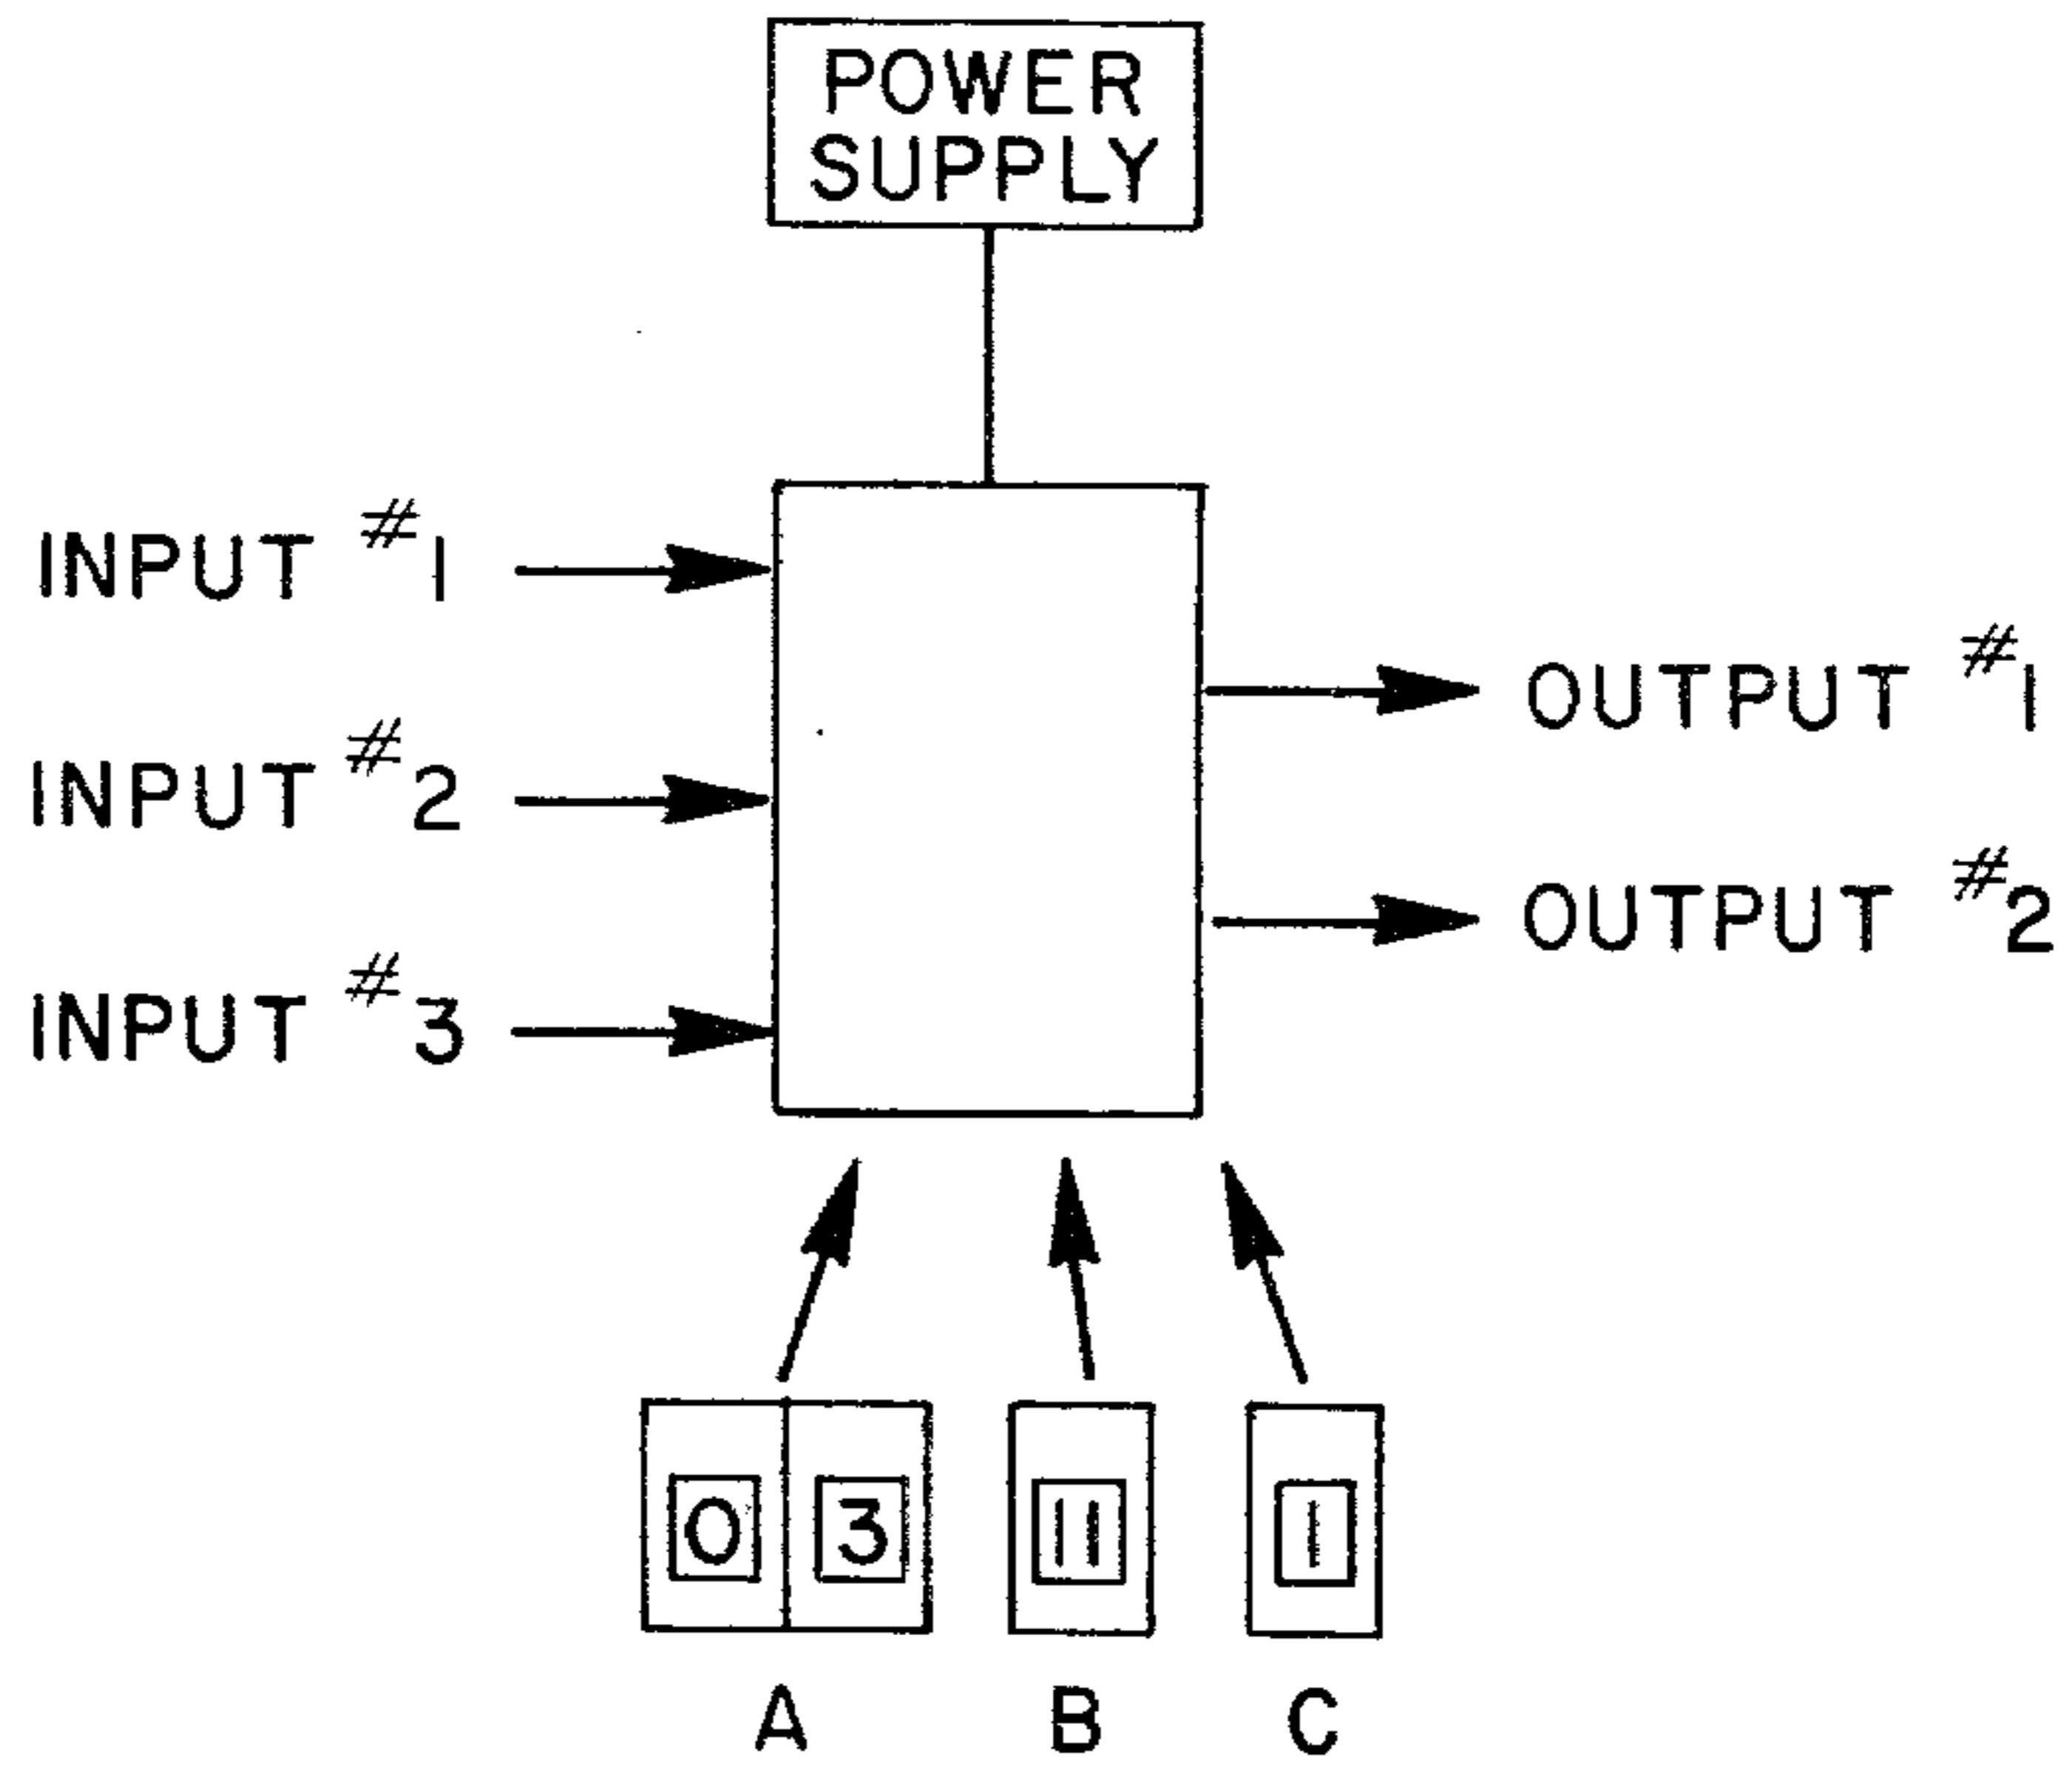 POWER
SUPPLY
INPUT #1
OUTPUT #1
INPUT #2
OUTPUT #2
INPUT #3
0 3 11 1
A B C